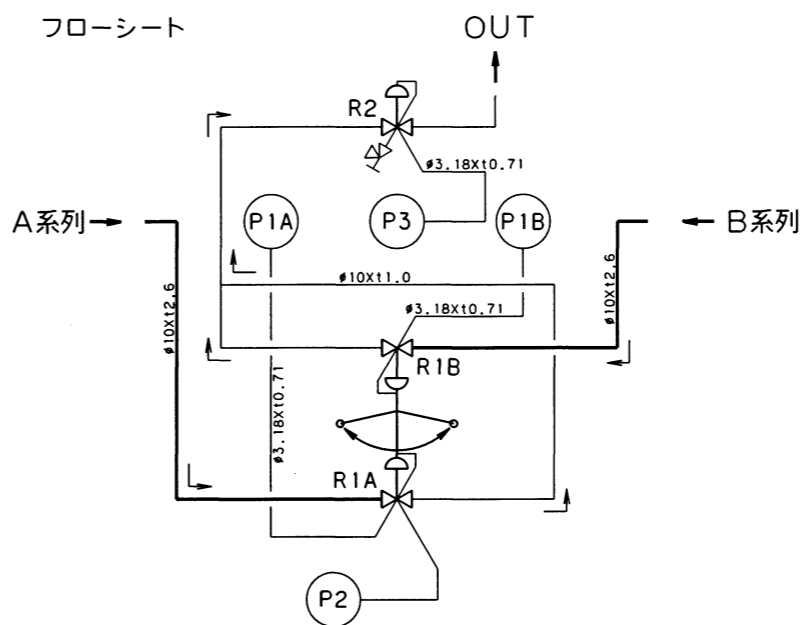 フローシート
OUT
R2
ø3.18Xt0.71
A系列
P1A
P3
P1B
B系列
ø10Xt1.0
ø10Xt2.6
ø3.18Xt0.71
ø10Xt2.6
R1B
ø3.18Xt0.71
R1A
P2